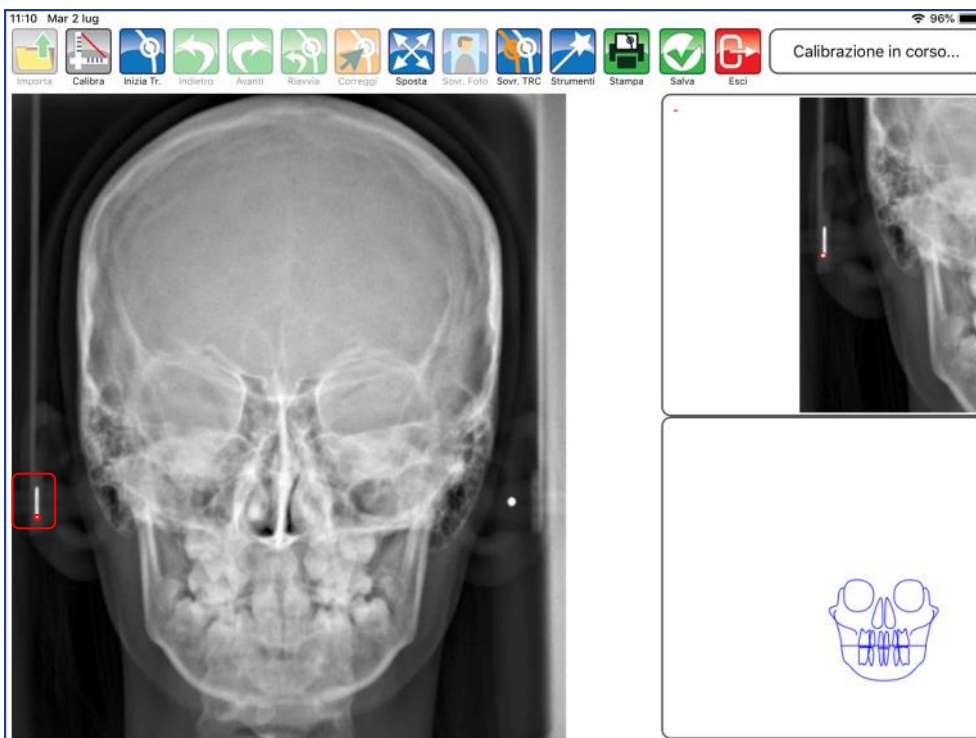 11:10 Mar 2 lug
96%
Importa Calibra Inizia Tr. Indietro Avanti Riavvia Correggi Sposta Sovr. Foto Sovr. TRC Strumenti Stampa Salva Esci
Calibrazione in corso...